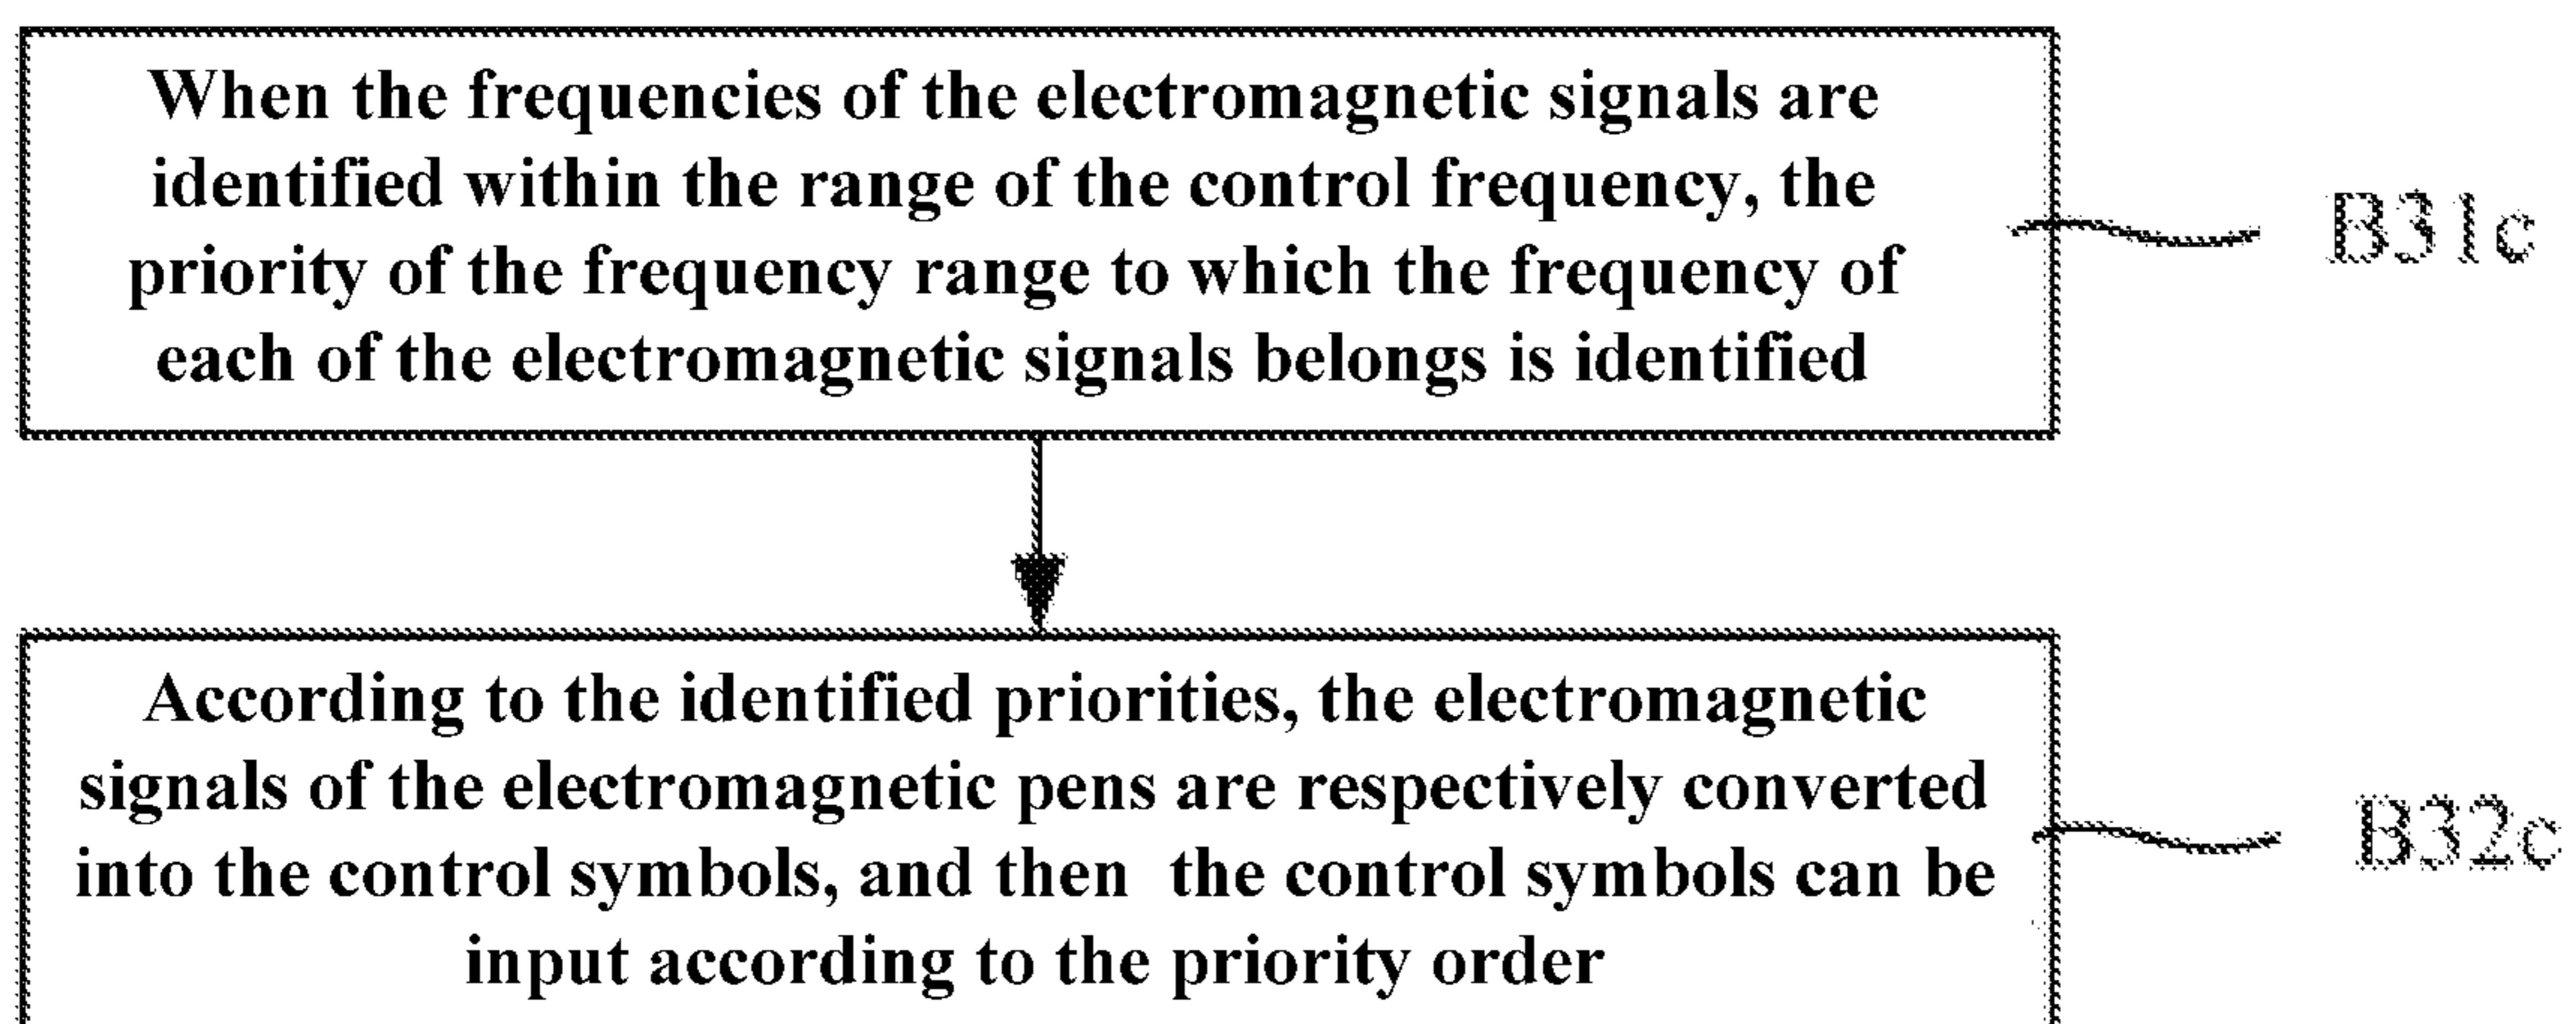 When the frequencies of the electromagnetic signals are
identified within the range of the control frequency, the
priority of the frequency range to which the frequency of
each of the electromagnetic signals belongs is identified
B31c
According to the identified priorities, the electromagnetic
signals of the electromagnetic pens are respectively converted
into the control symbols, and then the control symbols can be
input according to the priority order
B32c